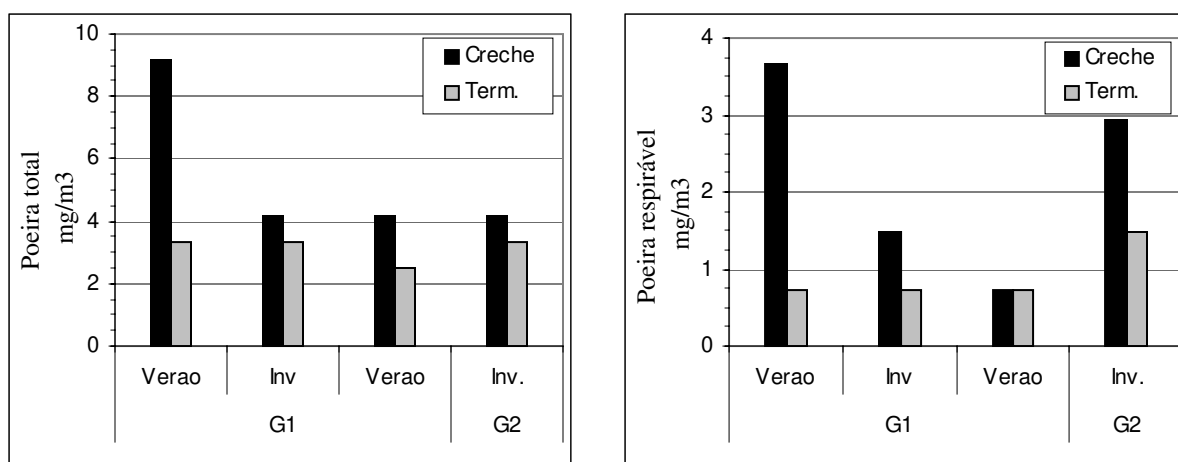 Poeira total
mg/m3
10
8
6
4
2
0
Creche
Term.
Verao Inv Verao Inv.
G1 G2
Poeira respirável
mg/m3
4
3
2
1
0
Creche
Term.
Verao Inv Verao Inv.
G1 G2